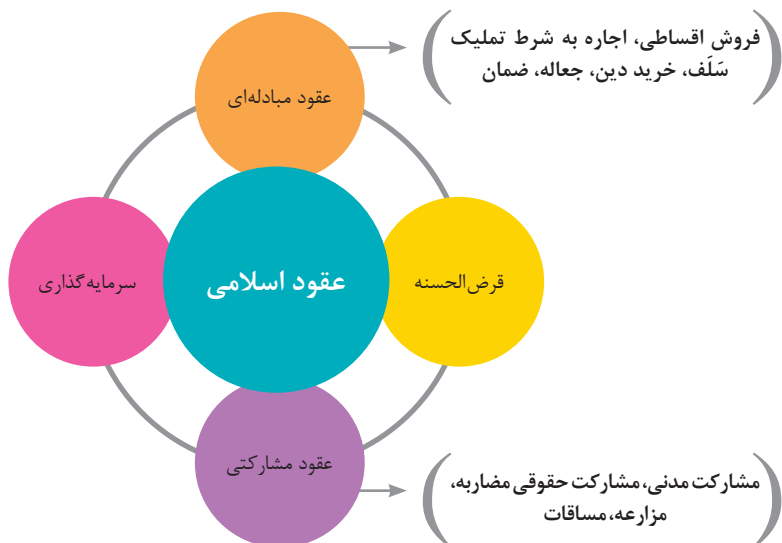 فروش اقساطی، اجاره به شرط تملیک
سَلَف، خرید دین، جعاله، ضمان
عقود مبادله‌ای
قرض‌الحسنه
عقود اسلامی
سرمایه‌گذاری
عقود مشارکتی
مشارکت مدنی، مشارکت حقوقی مضاربه،
مزارعه، مساقات